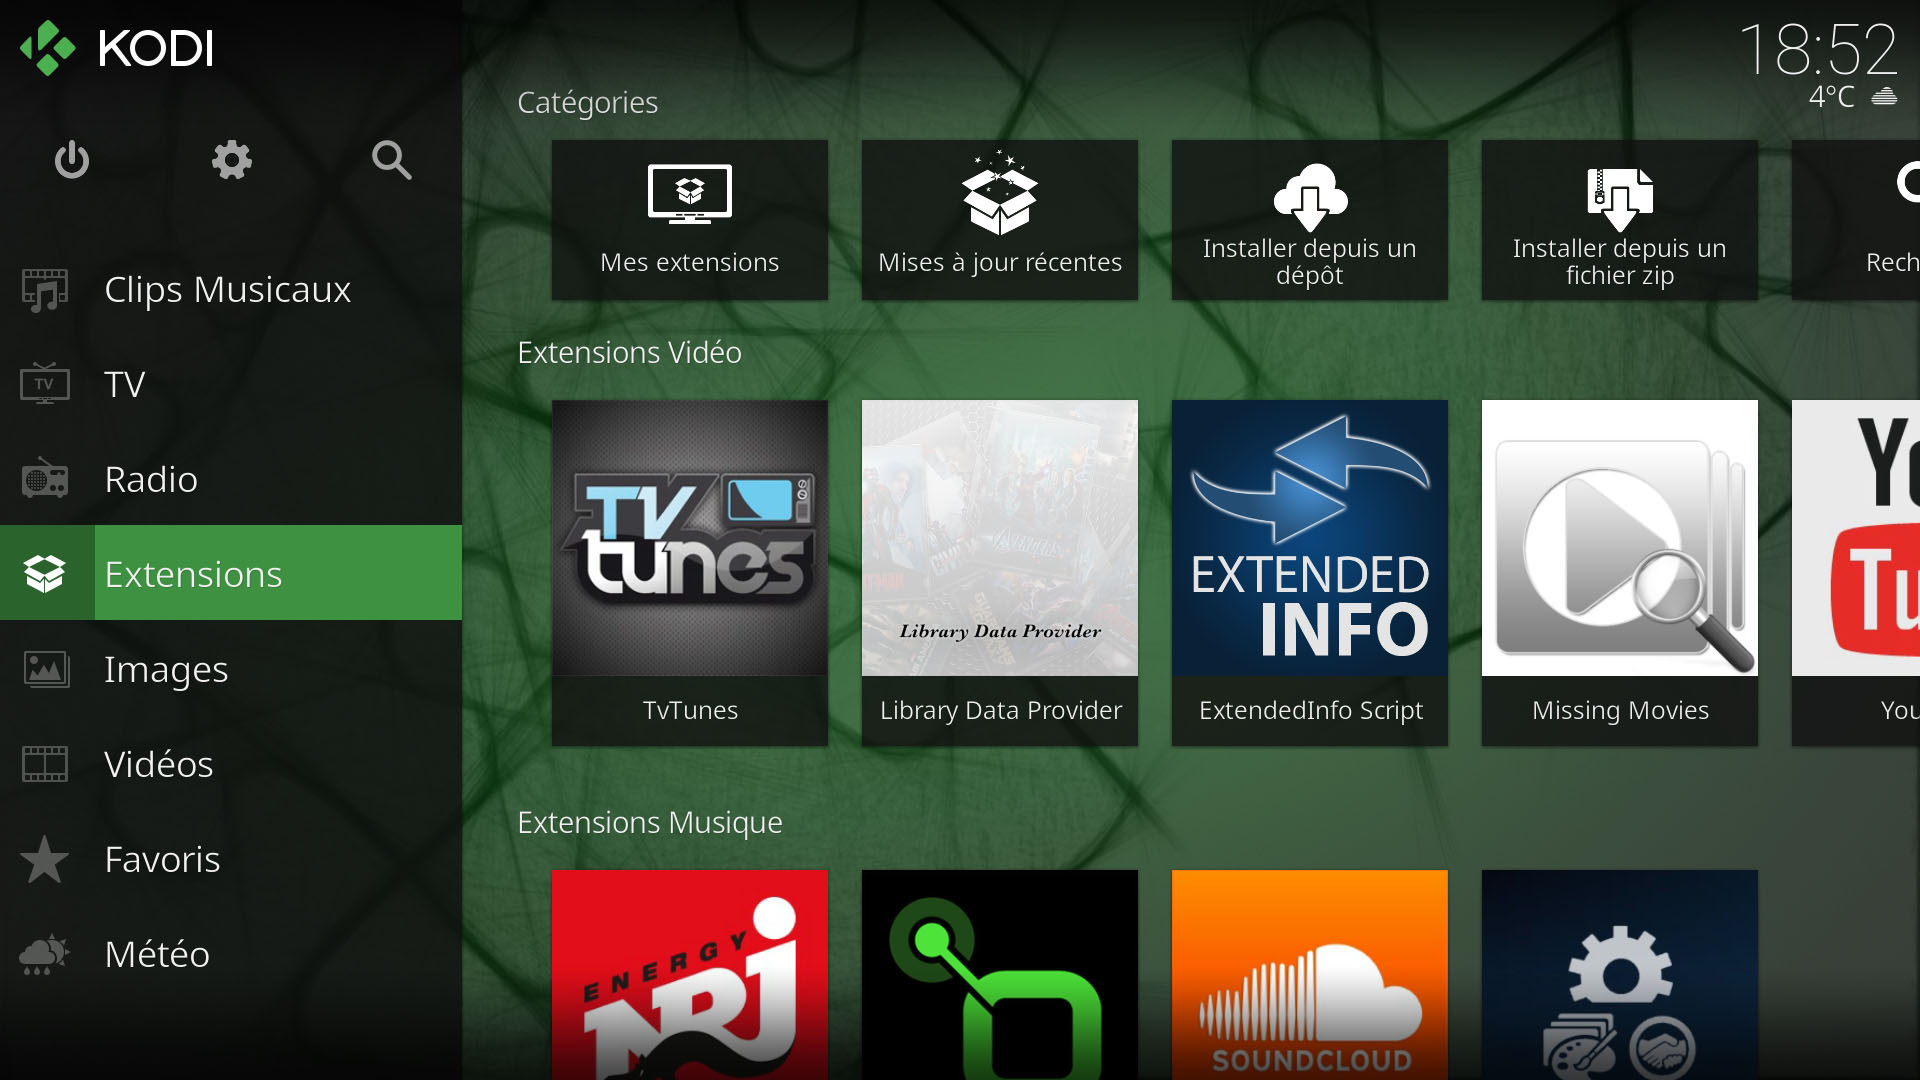 KODI
18:52
4°C
Catégories
Mes extensions
Mises à jour récentes
Installer depuis un
dépôt
Installer depuis un
fichier zip
Rech
Clips Musicaux
TV
TV
Radio
Extensions
Images
Vidéos
Favoris
Météo
Extensions Vidéo
TV
tunes
Library Data Provider
EXTENDED
INFO
Yo
Tu
TvTunes
Library Data Provider
ExtendedInfo Script
Missing Movies
You
Extensions Musique
ENERGY
NRJ
SOUNDCLOUD